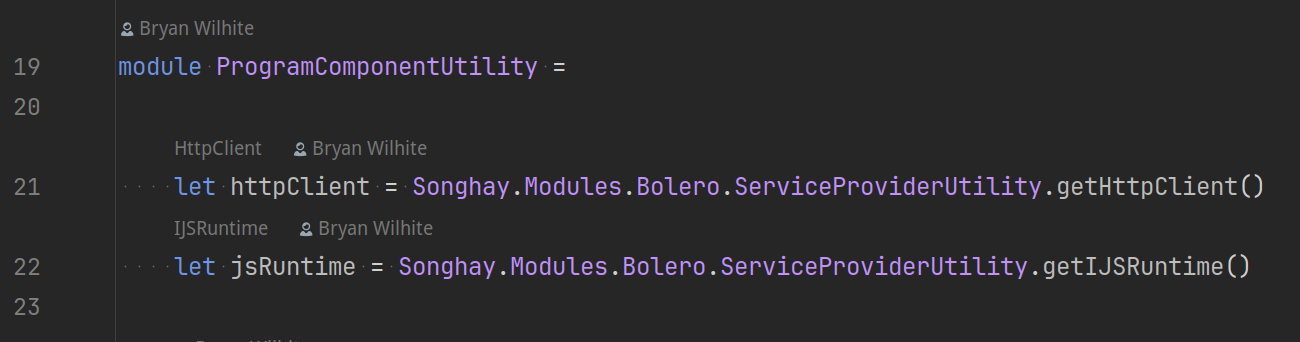 Bryan Wilhite
19 module ProgramComponentUtility =
20
HttpClient Bryan Wilhite
21 let httpClient = Songhay.Modules.Bolero.ServiceProviderUtility.getHttpClient()
IJSRuntime Bryan Wilhite
22 let jsRuntime = Songhay.Modules.Bolero.ServiceProviderUtility.getIJSRuntime()
23